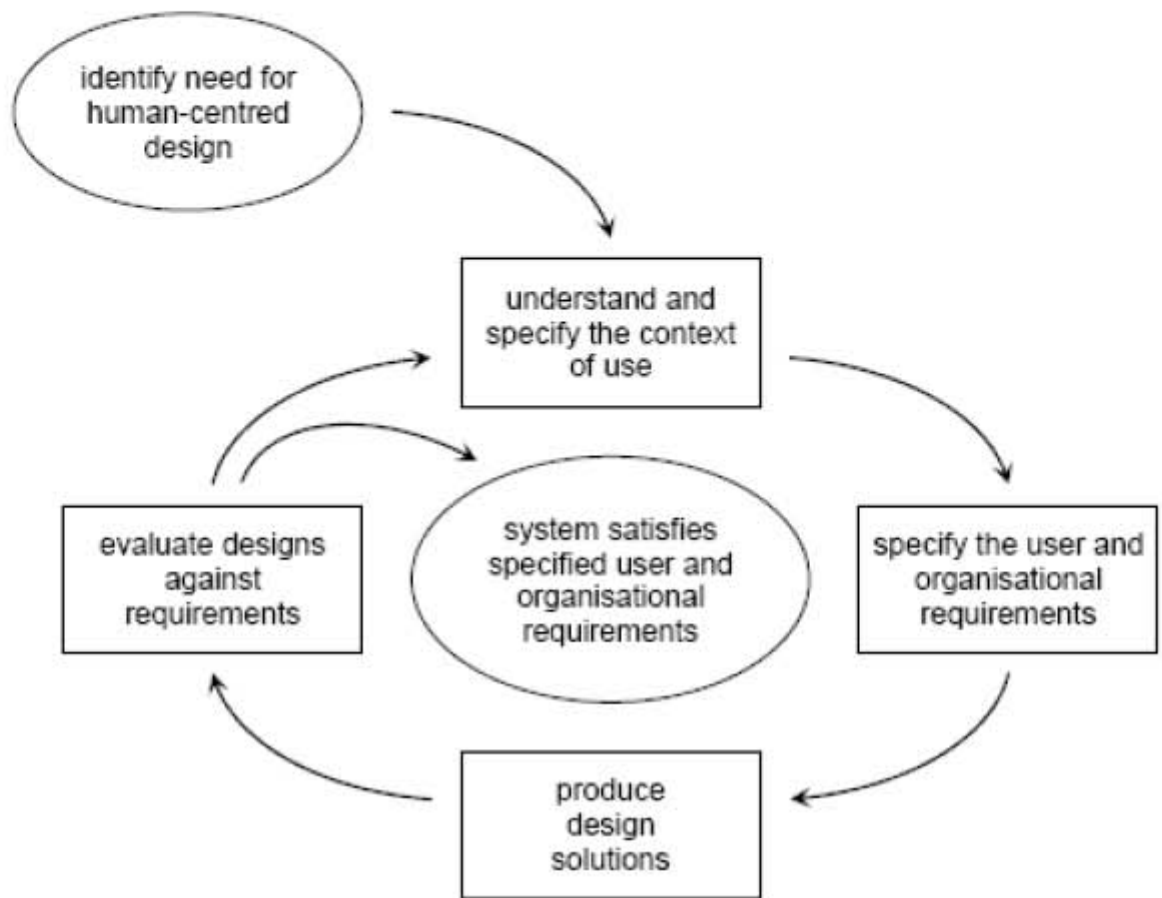 identify need for
human-centred
design
understand and
specify the context
of use
evaluate designs
against
requirements
system satisfies
specified user and
organisational
requirements
specify the user and
organisational
requirements
produce
design
solutions